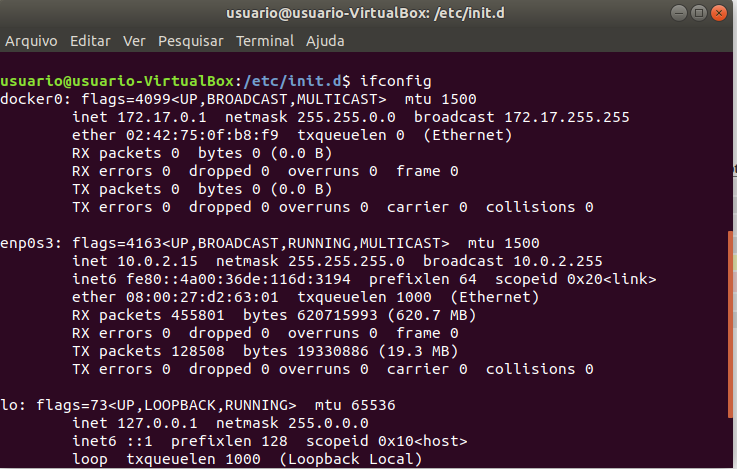 usuario@usuario-VirtualBox: /etc/init.d
Arquivo Editar Ver Pesquisar Terminal Ajuda
usuario@usuario-VirtualBox:/etc/init.d$ ifconfig
docker0: flags=4099<UP,BROADCAST,MULTICAST>  mtu 1500
        inet 172.17.0.1  netmask 255.255.0.0  broadcast 172.17.255.255
        ether 02:42:75:0f:b8:f9  txqueuelen 0  (Ethernet)
        RX packets 0  bytes 0 (0.0 B)
        RX errors 0  dropped 0  overruns 0  frame 0
        TX packets 0  bytes 0 (0.0 B)
        TX errors 0  dropped 0 overruns 0  carrier 0  collisions 0

enp0s3: flags=4163<UP,BROADCAST,RUNNING,MULTICAST>  mtu 1500
        inet 10.0.2.15  netmask 255.255.255.0  broadcast 10.0.2.255
        inet6 fe80::4a00:36de:116d:3194  prefixlen 64  scopeid 0x20<link>
        ether 08:00:27:d2:63:01  txqueuelen 1000  (Ethernet)
        RX packets 455801  bytes 620715993 (620.7 MB)
        RX errors 0  dropped 0  overruns 0  frame 0
        TX packets 128508  bytes 19330886 (19.3 MB)
        TX errors 0  dropped 0 overruns 0  carrier 0  collisions 0

lo: flags=73<UP,LOOPBACK,RUNNING>  mtu 65536
        inet 127.0.0.1  netmask 255.0.0.0
        inet6 ::1  prefixlen 128  scopeid 0x10<host>
        loop  txqueuelen 1000  (Loopback Local)